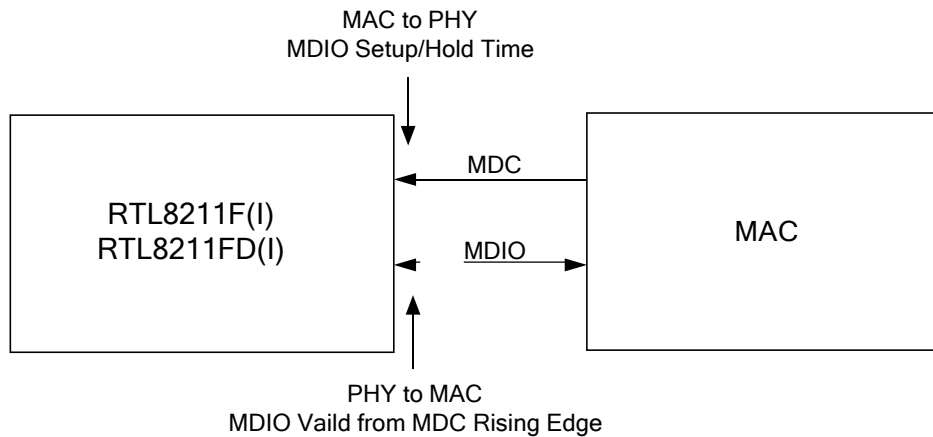 MAC to PHY
MDIO Setup/Hold Time
MDC
RTL8211F(I)
RTL8211FD(I)
MAC
MDIO
PHY to MAC
MDIO Vaild from MDC Rising Edge